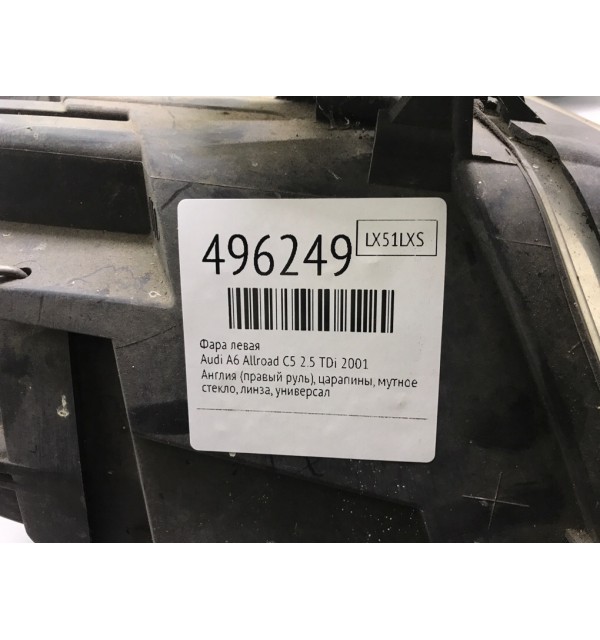 496249
LX51LXS
Фара левая
Audi A6 Allroad C5 2.5 TDi 2001
Англия (правый руль), царапины, мутное
стекло, линза, универсал